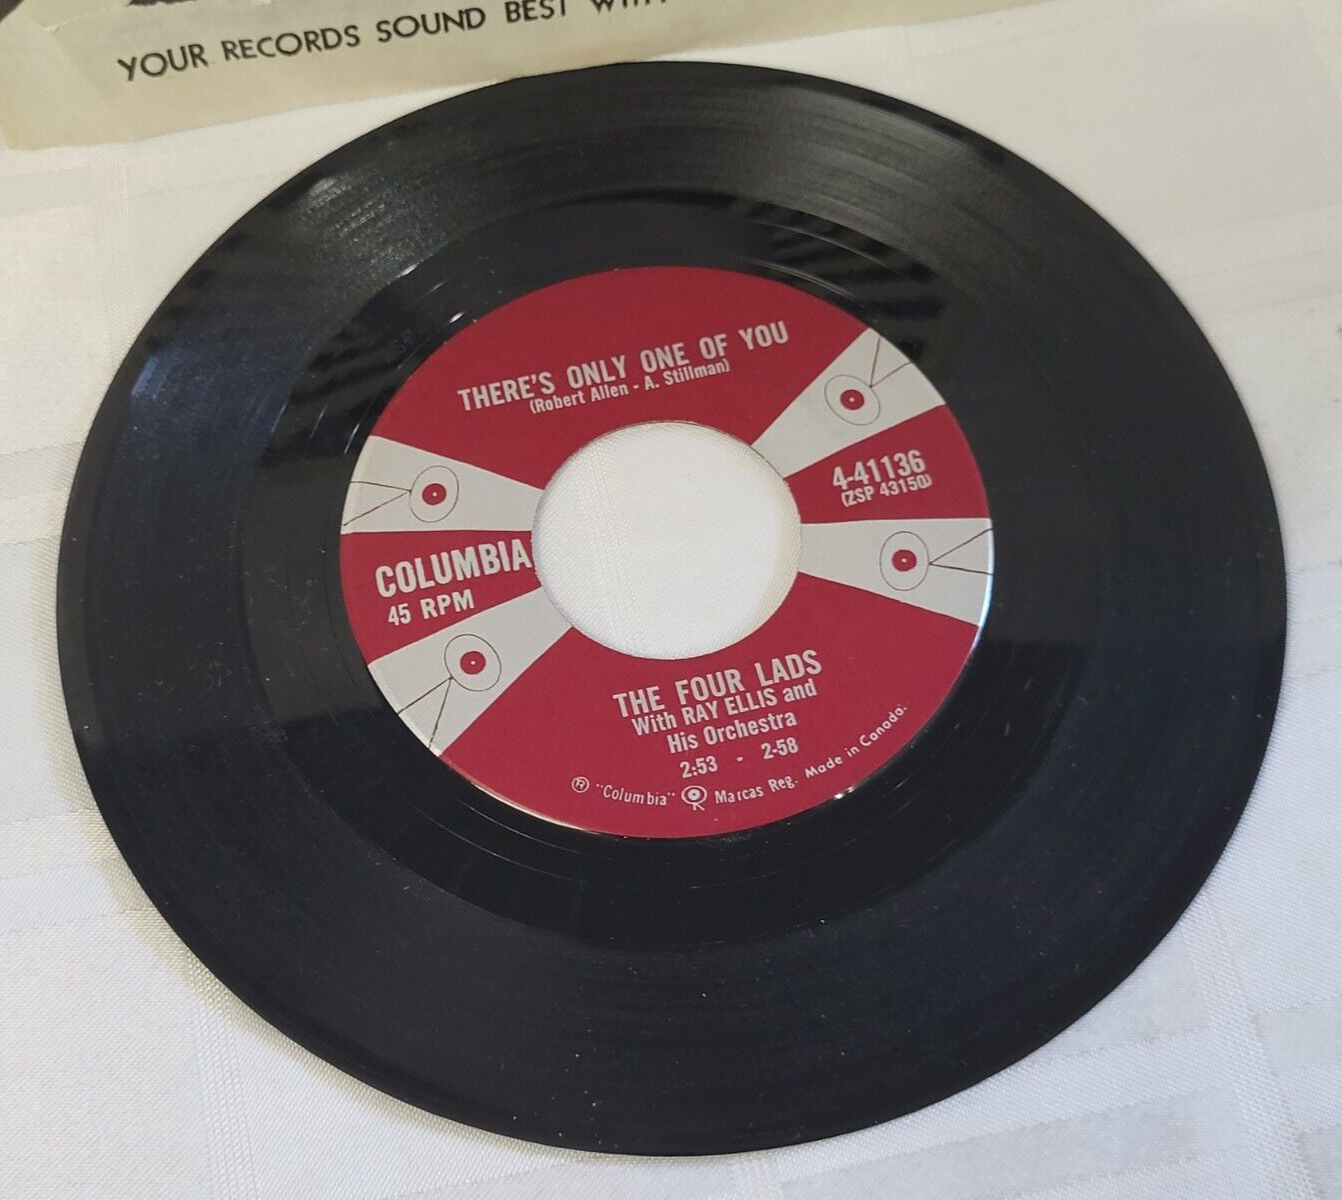 YOUR RECORDS SOUND BEST WITH
THERE'S ONLY ONE OF YOU
(Robert Allen - A. Stillman)
4-41136
(ZSP 43150)
COLUMBIA
45 RPM
THE FOUR LADS
With RAY ELLIS and
His Orchestra
2:53 - 2-58
® "Columbia" Marcas Reg. Made in Canada.